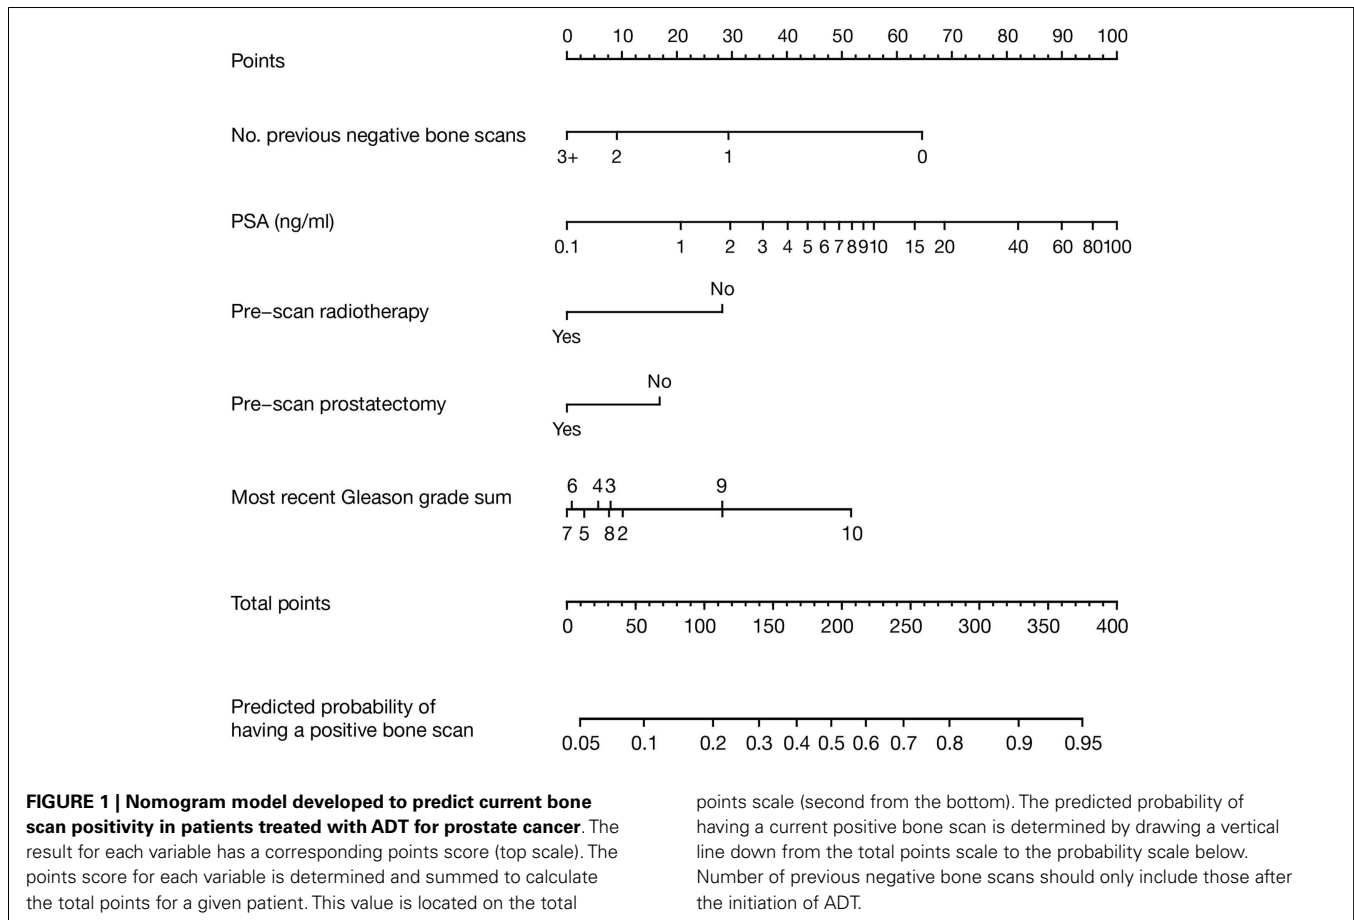 0 10 20 30 40 50 60 70 80 90 100
Points
No. previous negative bone scans
3+ 2 1 0
PSA (ng/ml)
0.1 1 2 3 4 5 6 7 8 9 10 15 20 40 60 80 100
No
Pre–scan radiotherapy
Yes
No
Pre–scan prostatectomy
Yes
6 4 3 9
Most recent Gleason grade sum
7 5 8 2 10
Total points
0 50 100 150 200 250 300 350 400
Predicted probability of
having a positive bone scan
0.05 0.1 0.2 0.3 0.4 0.5 0.6 0.7 0.8 0.9 0.95
FIGURE 1 | Nomogram model developed to predict current bone
scan positivity in patients treated with ADT for prostate cancer. The
result for each variable has a corresponding points score (top scale). The
points score for each variable is determined and summed to calculate
the total points for a given patient. This value is located on the total
points scale (second from the bottom). The predicted probability of
having a current positive bone scan is determined by drawing a vertical
line down from the total points scale to the probability scale below.
Number of previous negative bone scans should only include those after
the initiation of ADT.